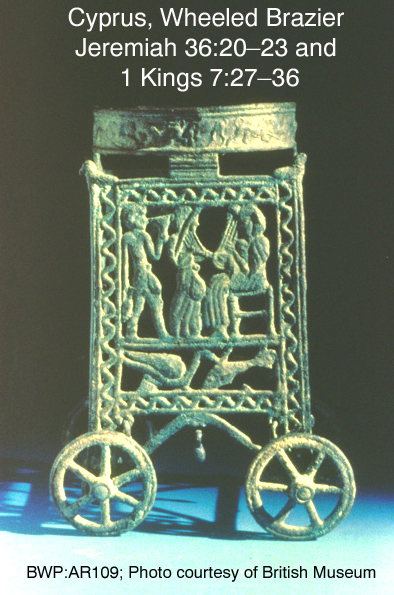 Cyprus, Wheeled Brazier
Jeremiah 36:20–23 and
1 Kings 7:27–36
BWP:AR109; Photo courtesy of British Museum